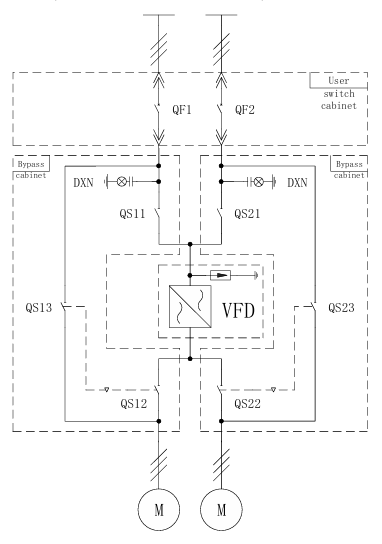 User
switch
cabinet
QF1
QF2
Bypass
cabinet
Bypass
cabinet
DXN
DXN
QS11
QS21
QS13
VFD
QS23
QS12
QS22
M
M